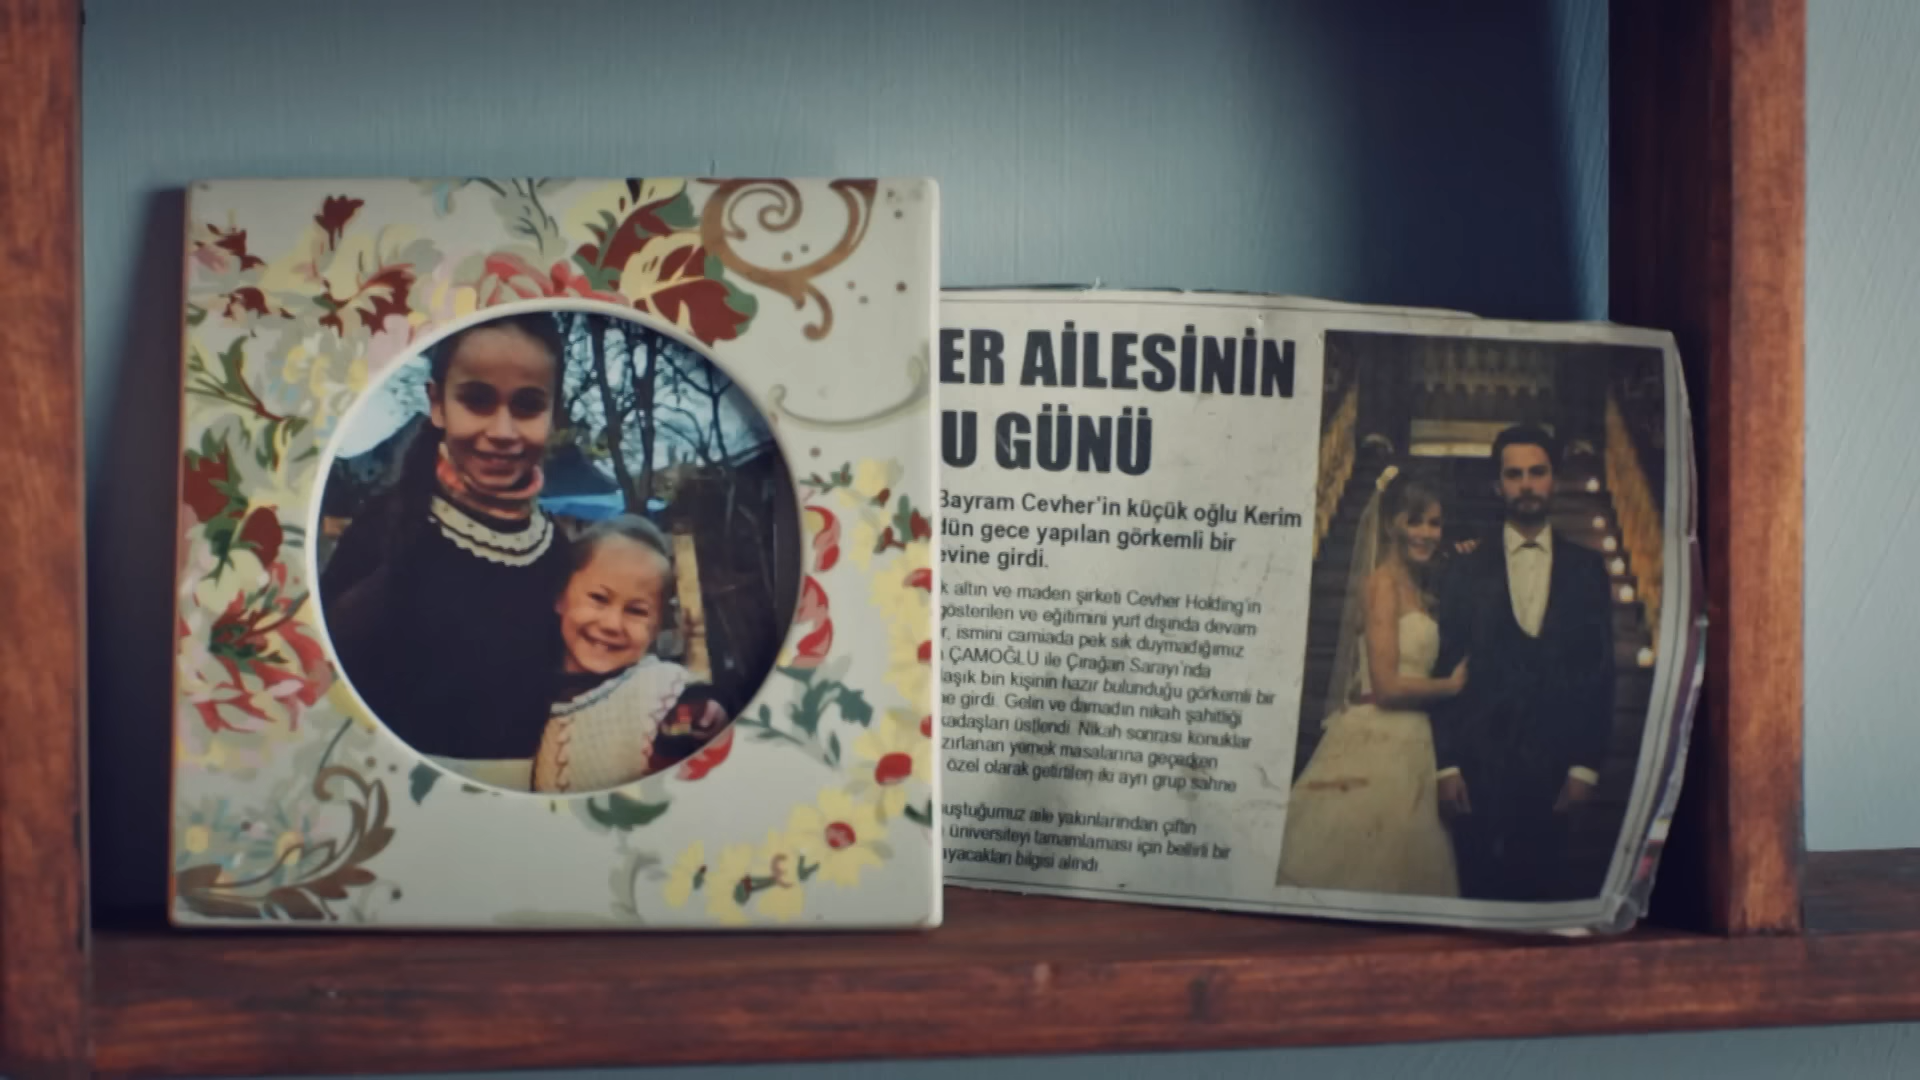 ER AİLESİNİN
U GÜNÜ
Bayram Cevher'in küçük oğlu Kerim
dün gece yapılan görkemli bir
evine girdi.
k altın ve maden şirketi Cevher Holding'in
gösterilen ve eğitimini yurt dışında devam
r, ismini camiada pek sık duymadığımız
ÇAMOĞLU ile Çırağan Sarayı'nda
laşık bin kişinin hazır bulunduğu görkemli bir
ne girdi. Gelin ve damadın nikah şahitliği
kadaşları üstlendi. Nikah sonrası konuklar
zırlanan yemek masalarına geçerken
özel olarak getirtilen iki ayrı grup sahne
uştuğumuz aile yakınlarından çiftin
üniversiteyi tamamlaması için belirli bir
ayacakları bilgisi alındı